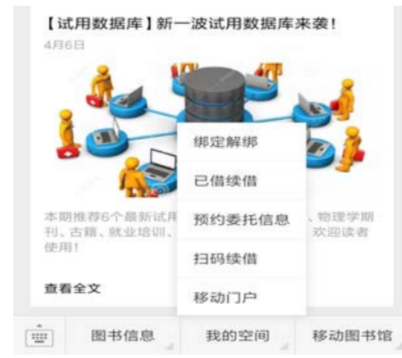 【试用数据库】新一波试用数据库来袭!
4月6日
绑定解绑
已借续借
预约委托信息
扫码续借
移动门户
本期推荐6个最新试用
、物理学期
刊、古籍、就业培训、
欢迎读者
使用!
查看全文
图书信息
我的空间
移动图书馆